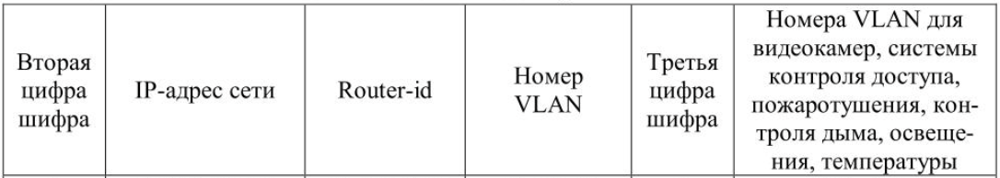 Вторая
цифра
шифра
IP-адрес сети
Router-id
Номер
VLAN
Третья
цифра
шифра
Номера VLAN для
видеокамер, системы
контроля доступа,
пожаротушения, кон-
троля дыма, освеще-
ния, температуры